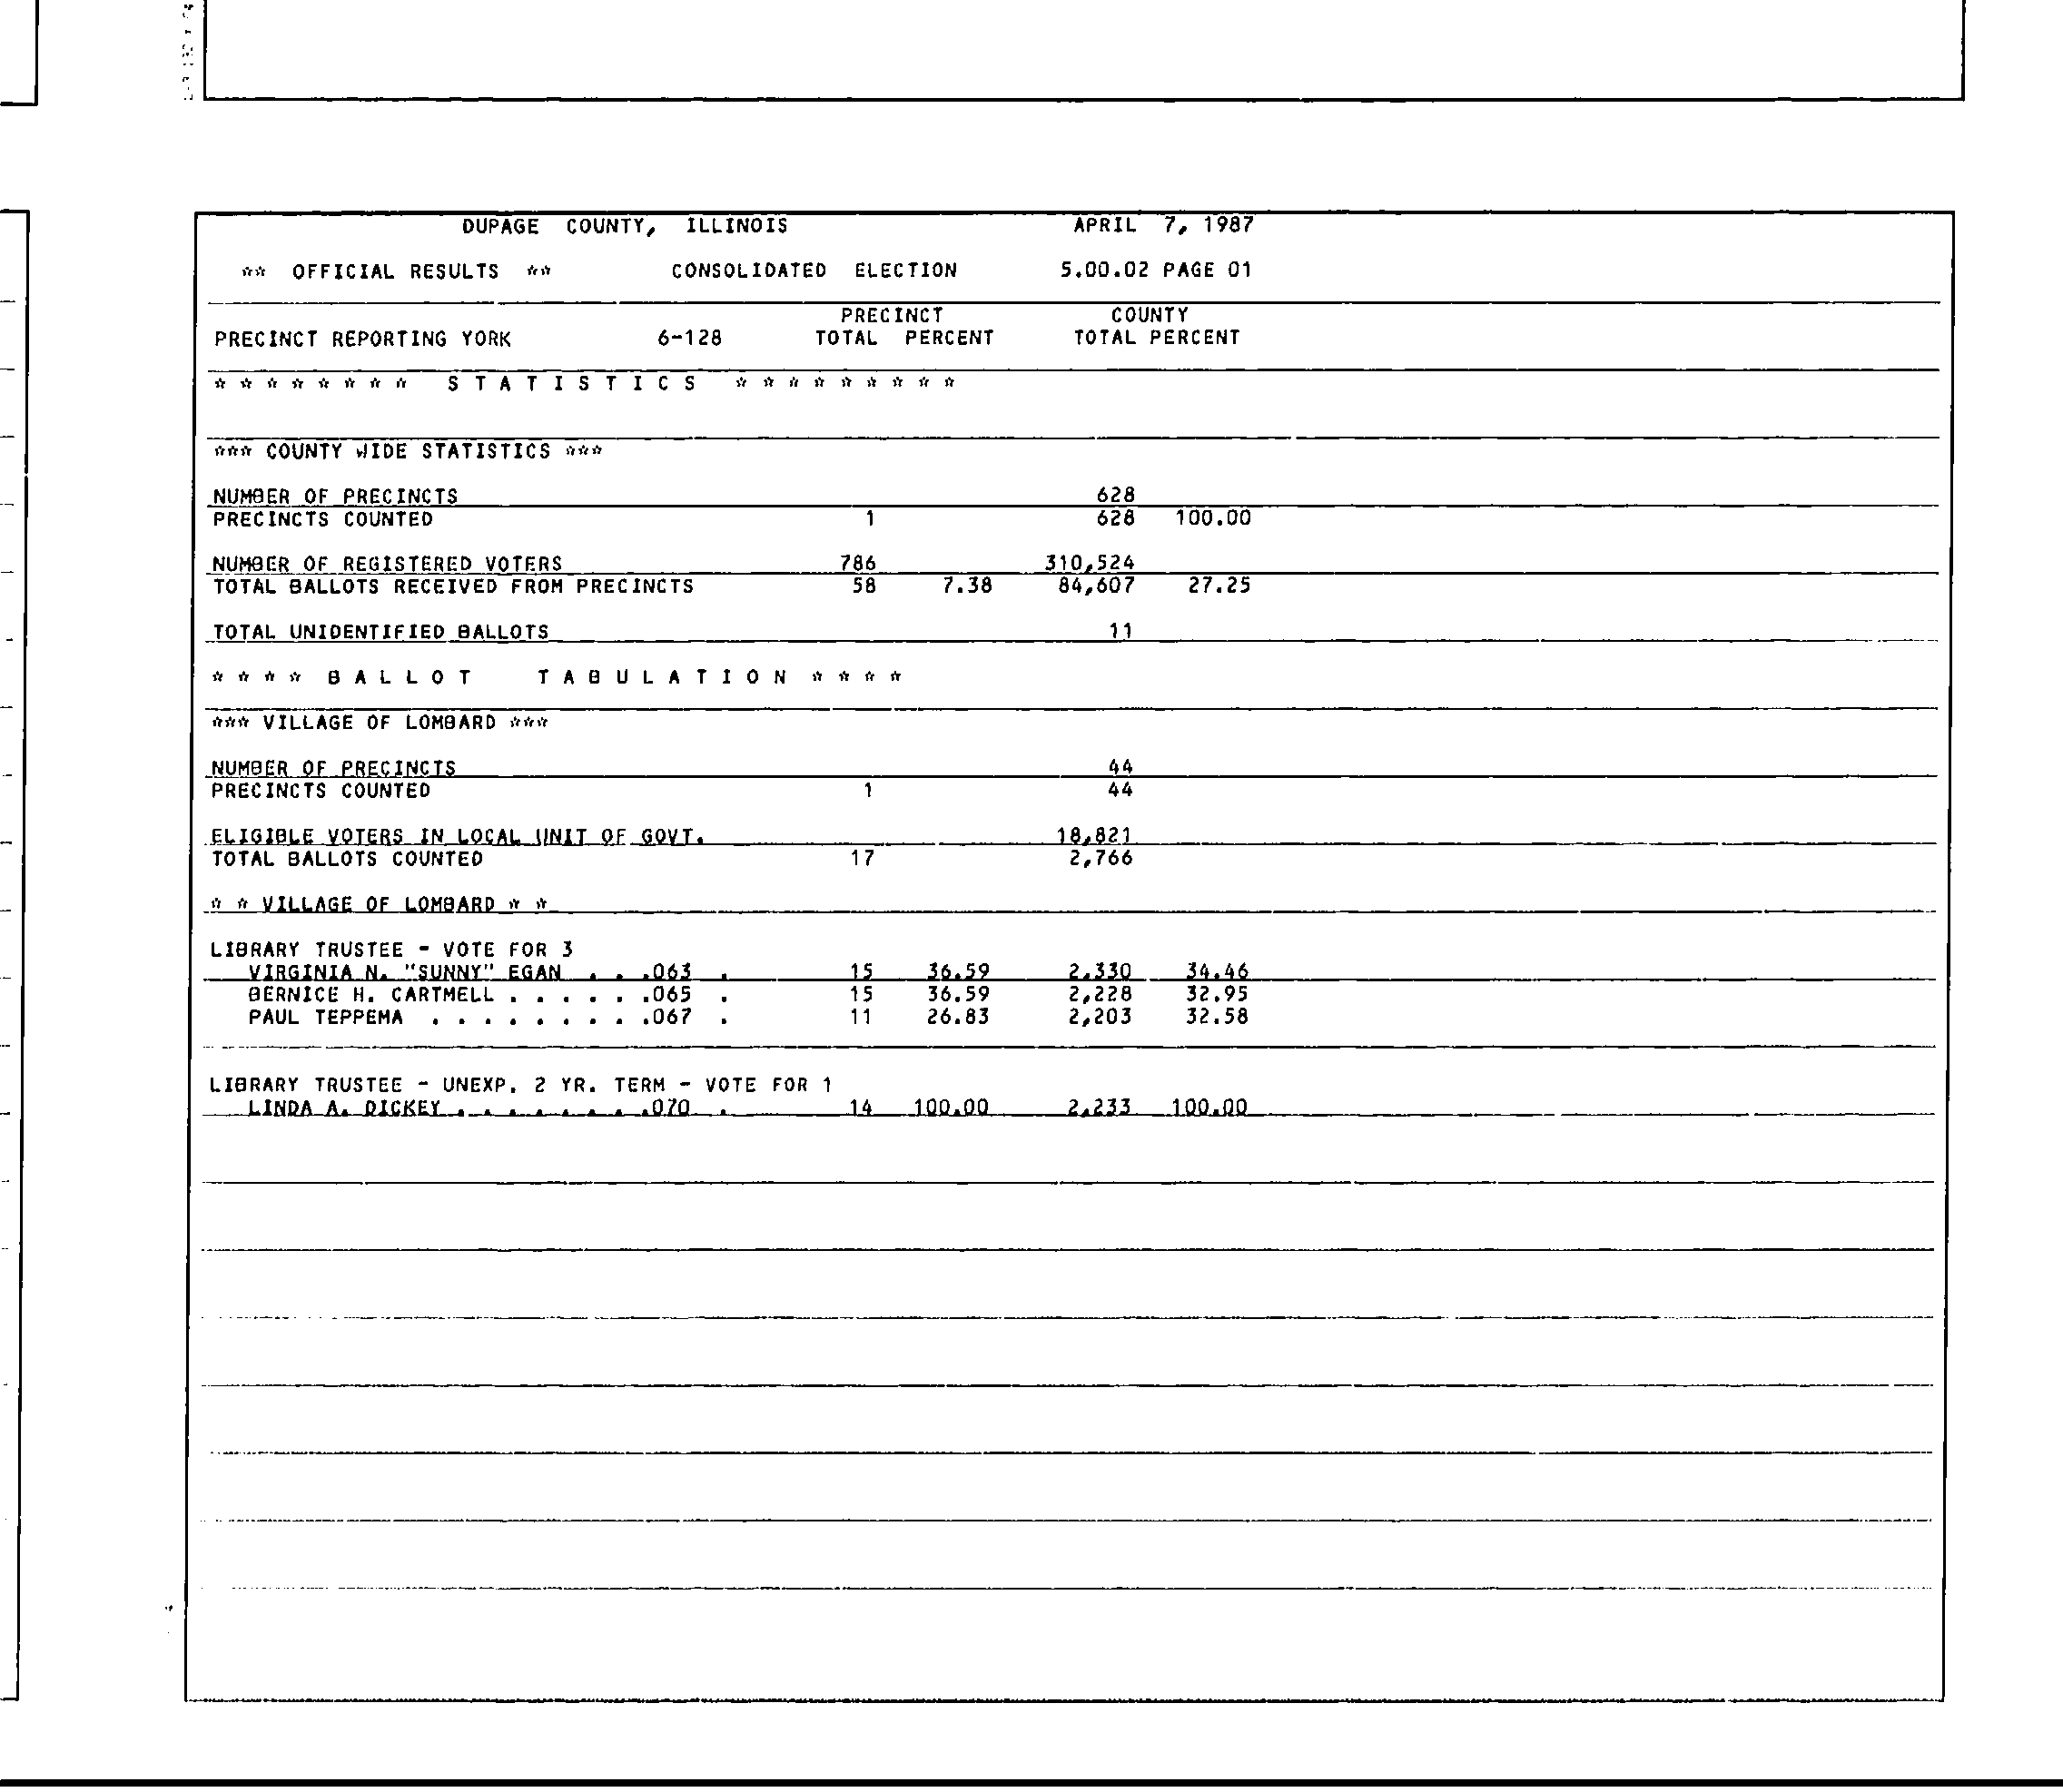 DUPAGE COUNTY, ILLINOIS APRIL 7, 1987
** OFFICIAL RESULTS ** CONSOLIDATED ELECTION 5.00.02 PAGE 01
PRECINCT COUNTY
PRECINCT REPORTING YORK 6-128 TOTAL PERCENT TOTAL PERCENT
* * * * * * * * S T A T I S T I C S * * * * * * * * *
*** COUNTY WIDE STATISTICS ***
NUMBER OF PRECINCTS 628
PRECINCTS COUNTED 1 628 100.00
NUMBER OF REGISTERED VOTERS 786 310,524
TOTAL BALLOTS RECEIVED FROM PRECINCTS 58 7.38 84,607 27.25
TOTAL UNIDENTIFIED BALLOTS 11
* * * * B A L L O T T A B U L A T I O N * * * *
*** VILLAGE OF LOMBARD ***
NUMBER OF PRECINCTS 44
PRECINCTS COUNTED 1 44
ELIGIBLE VOTERS IN LOCAL UNIT OF GOVT. 18,821
TOTAL BALLOTS COUNTED 17 2,766
* * VILLAGE OF LOMBARD * *
LIBRARY TRUSTEE - VOTE FOR 3
VIRGINIA N. "SUNNY" EGAN . . .063 . 15 36.59 2,330 34.46
BERNICE H. CARTMELL . . . . . .065 . 15 36.59 2,228 32.95
PAUL TEPPEMA . . . . . . . . .067 . 11 26.83 2,203 32.58
LIBRARY TRUSTEE - UNEXP. 2 YR. TERM - VOTE FOR 1
LINDA A. DICKEY . . . . . . . .070 . 14 100.00 2,233 100.00